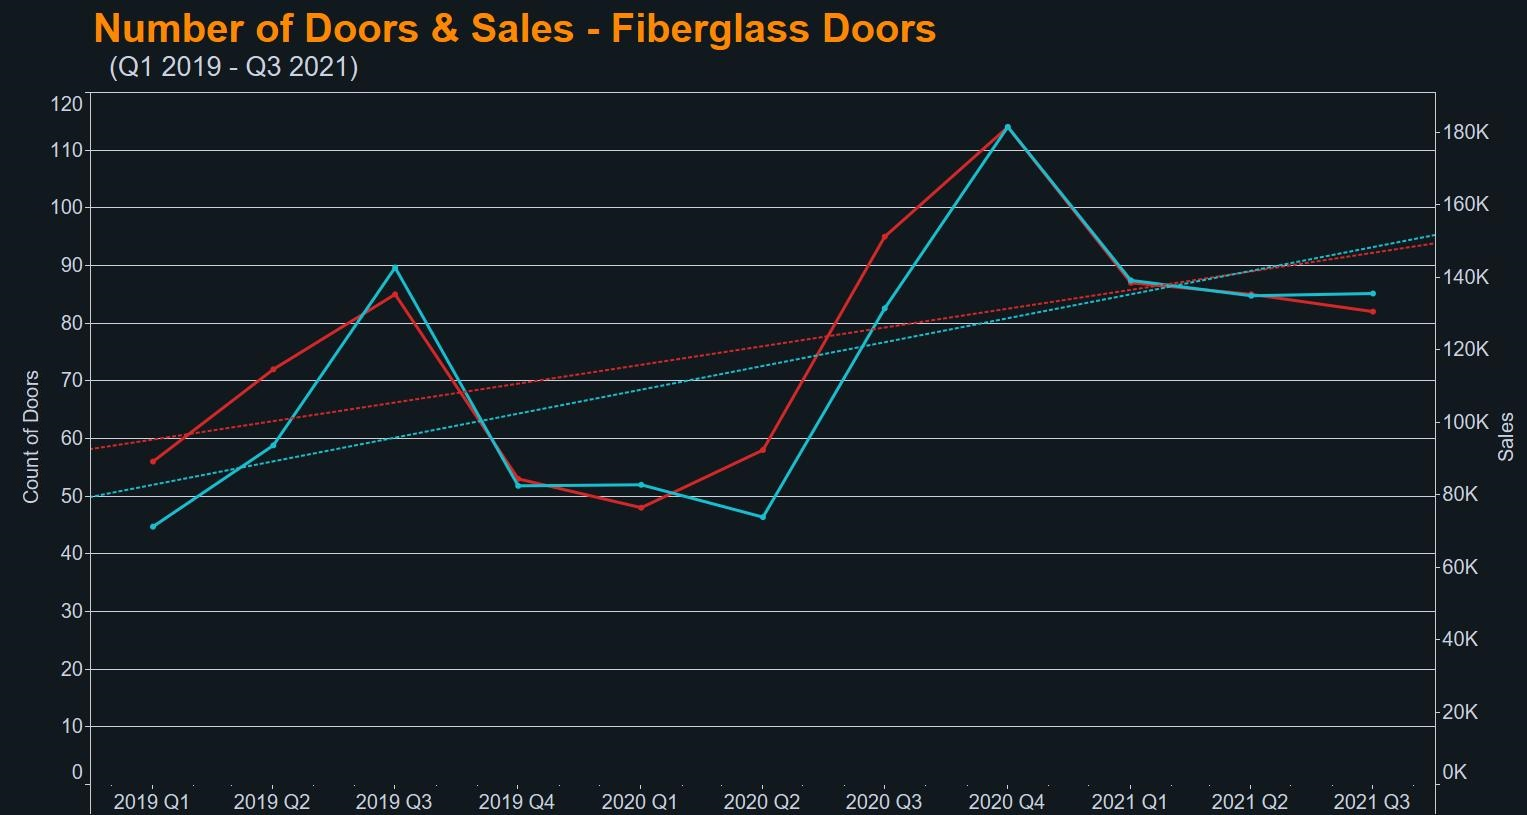 Number of Doors & Sales - Fiberglass Doors
(Q1 2019 - Q3 2021)
120
110
100
90
80
70
60
50
40
30
20
10
0
Count of Doors
180K
160K
140K
120K
100K
80K
60K
40K
20K
0K
Sales
2019 Q1 2019 Q2 2019 Q3 2019 Q4 2020 Q1 2020 Q2 2020 Q3 2020 Q4 2021 Q1 2021 Q2 2021 Q3